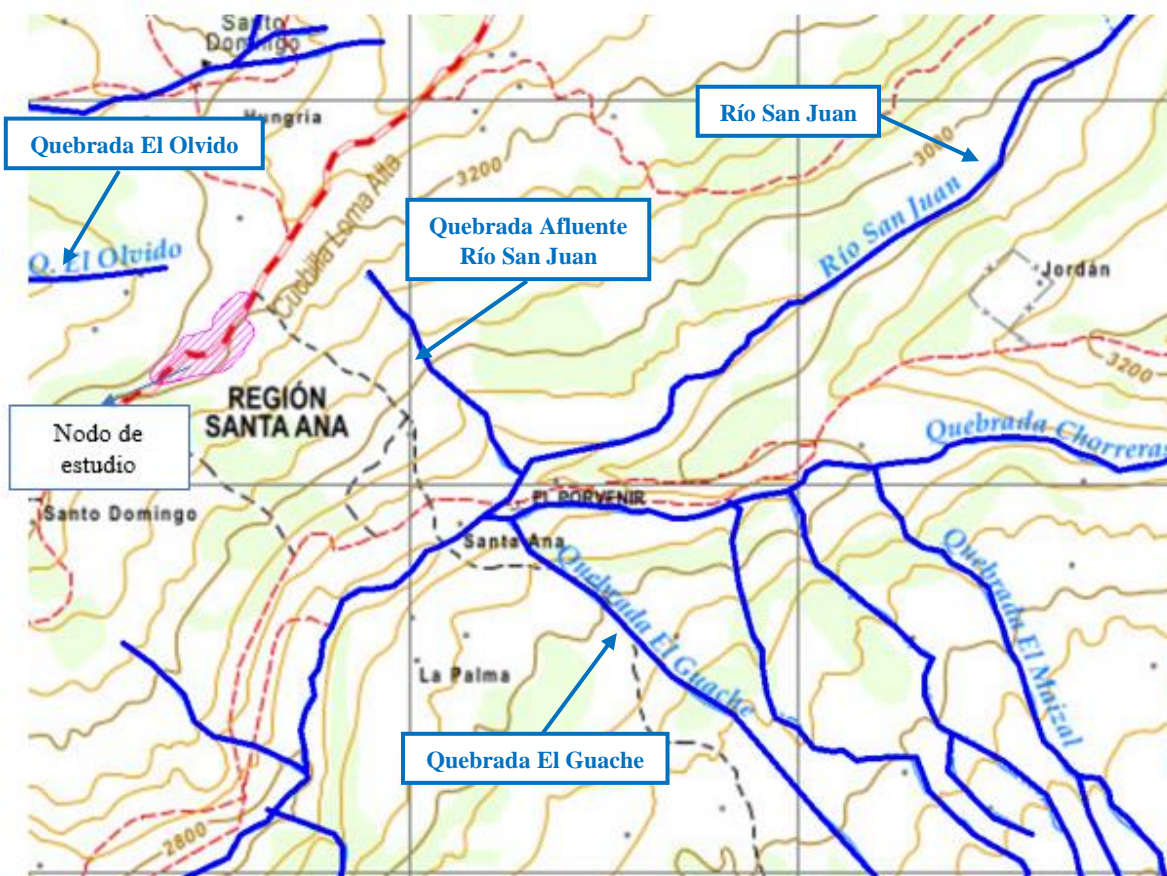 Santo
Domingo
Hungría
Quebrada El Olvido
Río San Juan
3000
3200
Cuchilla Loma Alta
Quebrada Afluente
Río San Juan
Río San Juan
Q. El Olvido
Jordán
3200
REGIÓN
SANTA ANA
Nodo de
estudio
Quebrada Chorreras
Santo Domingo
EL PORVENIR
Santa Ana
Quebrada El Guache
Quebrada El Maizal
La Palma
Quebrada El Guache
2800